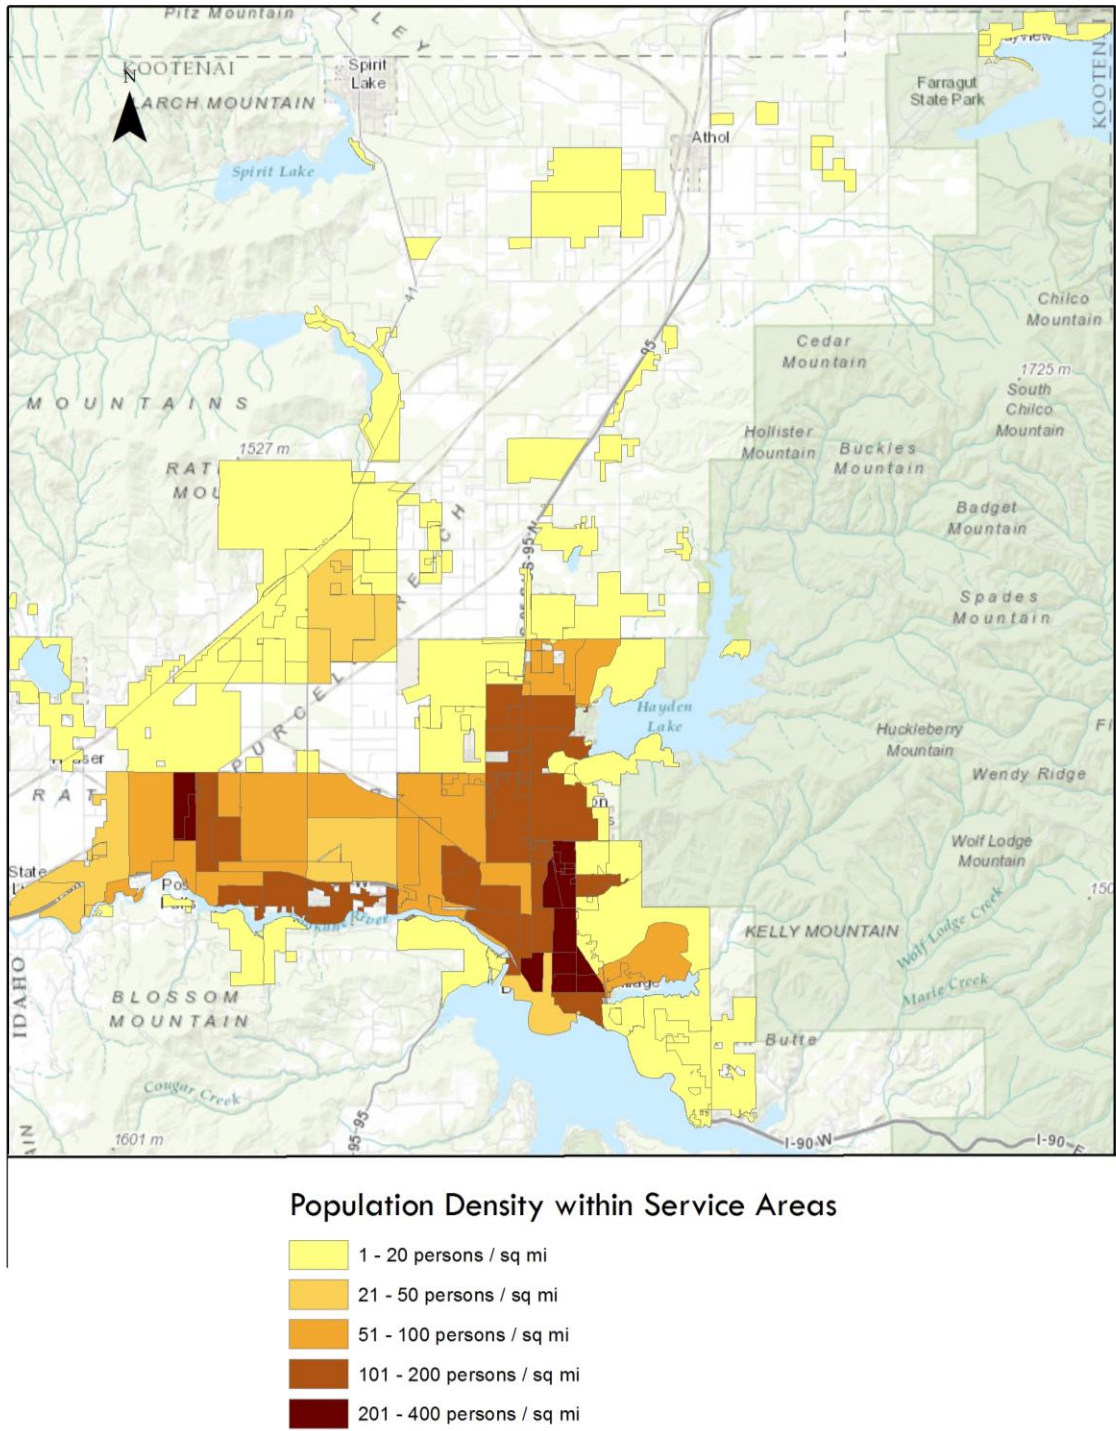 Pitz Mountain
LLEY
KOOTENAI
N
LARCH MOUNTAIN
Spirit
Lake
Spirit Lake
Athol
Farragut
State Park
KOOTENAI
41
95
Chilco
Mountain
Cedar
Mountain
1725 m
South
Chilco
Mountain
MOUNTAINS
1527 m
Hollister
Mountain
Buckles
Mountain
Badget
Mountain
Spades
Mountain
Hayden
Lake
Huckleberry
Mountain
Wendy Ridge
Wolf Lodge
Mountain
State
KELLY MOUNTAIN
Wolf Lodge Creek
Marie Creek
IDAHO
BLOSSOM
MOUNTAIN
Butte
Cougar Creek
1601 m
I-90-W
I-90-E
Population Density within Service Areas
1 - 20 persons / sq mi
21 - 50 persons / sq mi
51 - 100 persons / sq mi
101 - 200 persons / sq mi
201 - 400 persons / sq mi